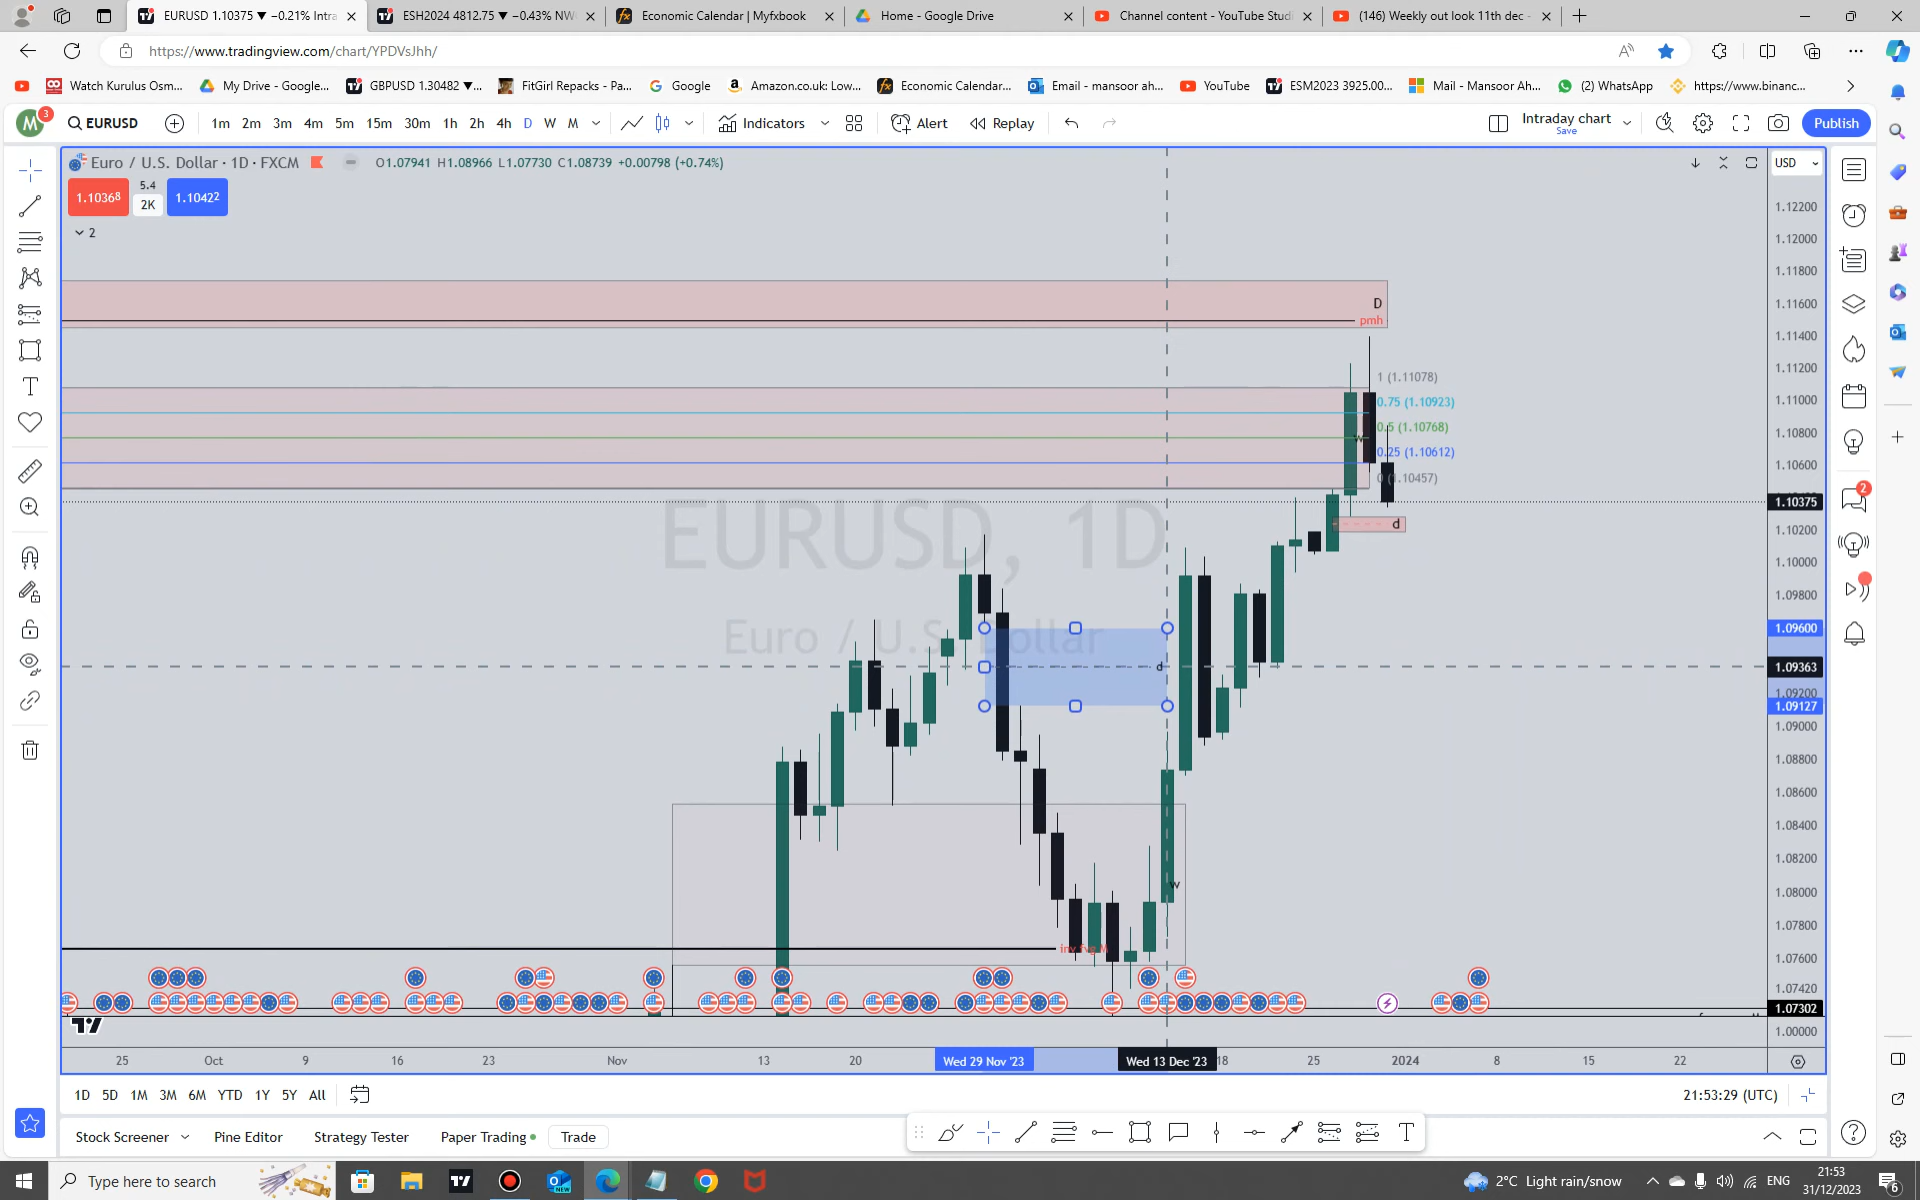 EURUSD 1.10375 ▼ −0.21% Intra
ESH2024 4812.75 ▼ −0.43% NW
Economic Calendar | Myfxbook
Home - Google Drive
Channel content - YouTube Studi
(146) Weekly out look 11th dec -
https://www.tradingview.com/chart/YPDVsJhh/
Watch Kurulus Osm...
My Drive - Google...
GBPUSD 1.30482 ▼...
FitGirl Repacks - Pa...
Google
Amazon.co.uk: Low...
Economic Calendar...
Email - mansoor ah...
YouTube
ESM2023 3925.00...
Mail - Mansoor Ah...
(2) WhatsApp
https://www.binanc...
M 3
EURUSD
1m 2m 3m 4m 5m 15m 30m 1h 2h 4h D W M
Indicators
Alert
Replay
Intraday chart
Save
Publish
Euro / U.S. Dollar · 1D · FXCM
O1.07941 H1.08966 L1.07730 C1.08739 +0.00798 (+0.74%)
USD
1.10368
5.4
2K
1.10422
2
D
pmh
1 (1.11078)
0.75 (1.10923)
0.5 (1.10768)
w
0.25 (1.10612)
0 (1.10457)
d
EURUSD, 1D
Euro / U.S. Dollar
d
w
inv fvg M
1.12200
1.12000
1.11800
1.11600
1.11400
1.11200
1.11000
1.10800
1.10600
1.10375
1.10200
1.10000
1.09800
1.09600
1.09363
1.09200
1.09127
1.09000
1.08800
1.08600
1.08400
1.08200
1.08000
1.07800
1.07600
1.07420
1.07302
1.00000
25 Oct 9 16 23 Nov 13 20 Wed 29 Nov '23 Wed 13 Dec '23 18 25 2024 8 15 22
1D 5D 1M 3M 6M YTD 1Y 5Y All
21:53:29 (UTC)
Stock Screener
Pine Editor
Strategy Tester
Paper Trading
Trade
2
Type here to search
NEW
2°C Light rain/snow
ENG
21:53
31/12/2023
6